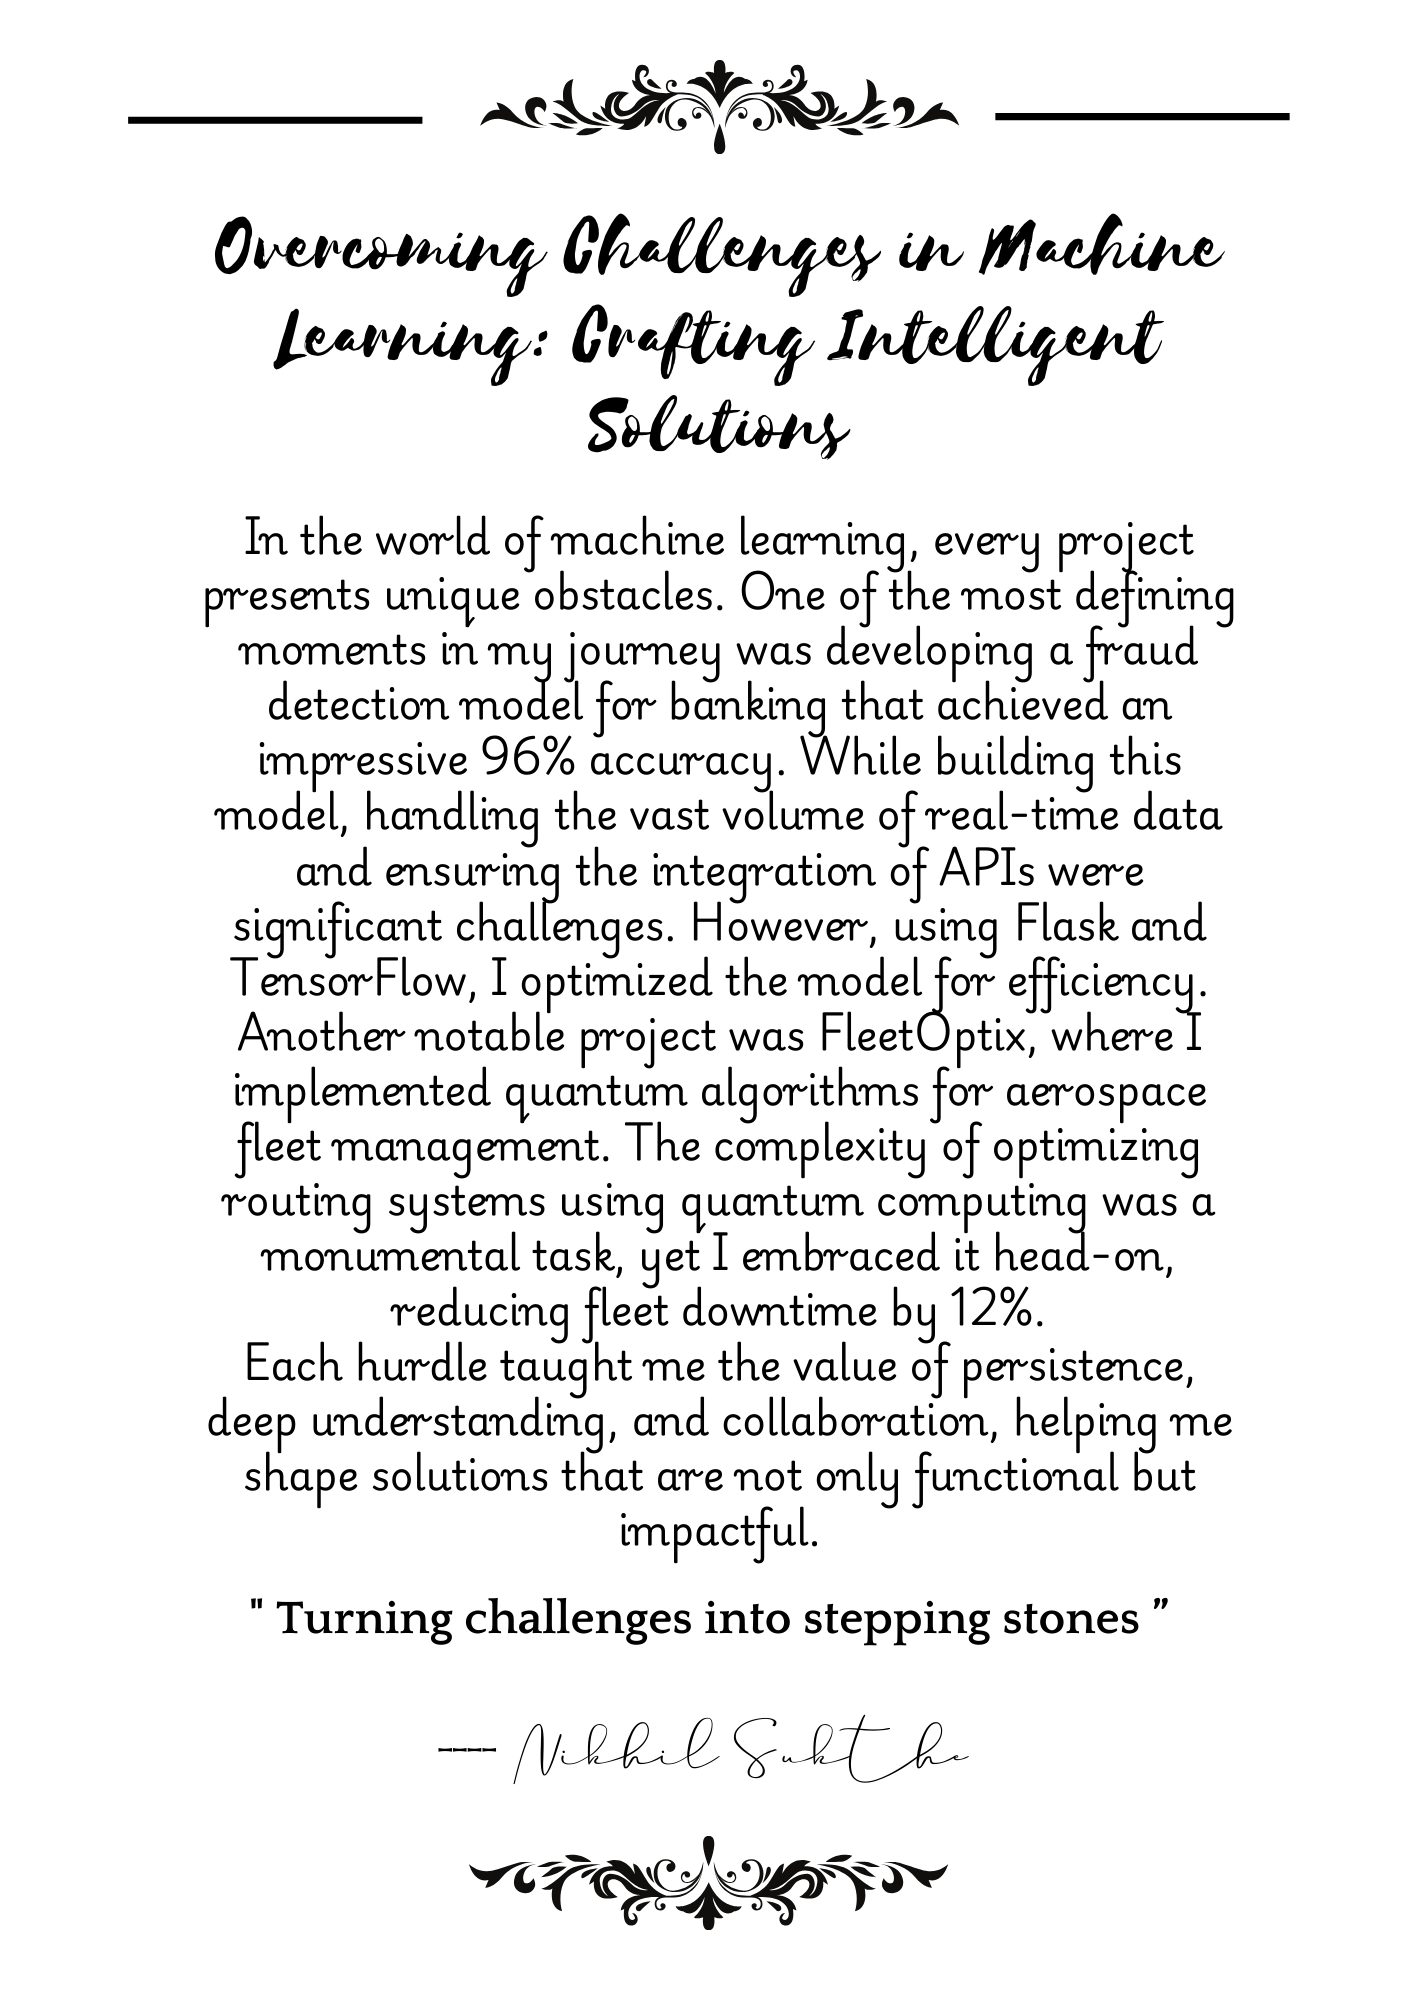 Overcoming Challenges in Machine
Learning: Crafting Intelligent
Solutions
In the world of machine learning, every project
presents unique obstacles. One of the most defining
moments in my journey was developing a fraud
detection model for banking that achieved an
impressive 96% accuracy. While building this
model, handling the vast volume of real-time data
and ensuring the integration of APIs were
significant challenges. However, using Flask and
TensorFlow, I optimized the model for efficiency.
Another notable project was FleetOptix, where I
implemented quantum algorithms for aerospace
fleet management. The complexity of optimizing
routing systems using quantum computing was a
monumental task, yet I embraced it head-on,
reducing fleet downtime by 12%.
Each hurdle taught me the value of persistence,
deep understanding, and collaboration, helping me
shape solutions that are not only functional but
impactful.
" Turning challenges into stepping stones ”
---- Nikhil Sukthe